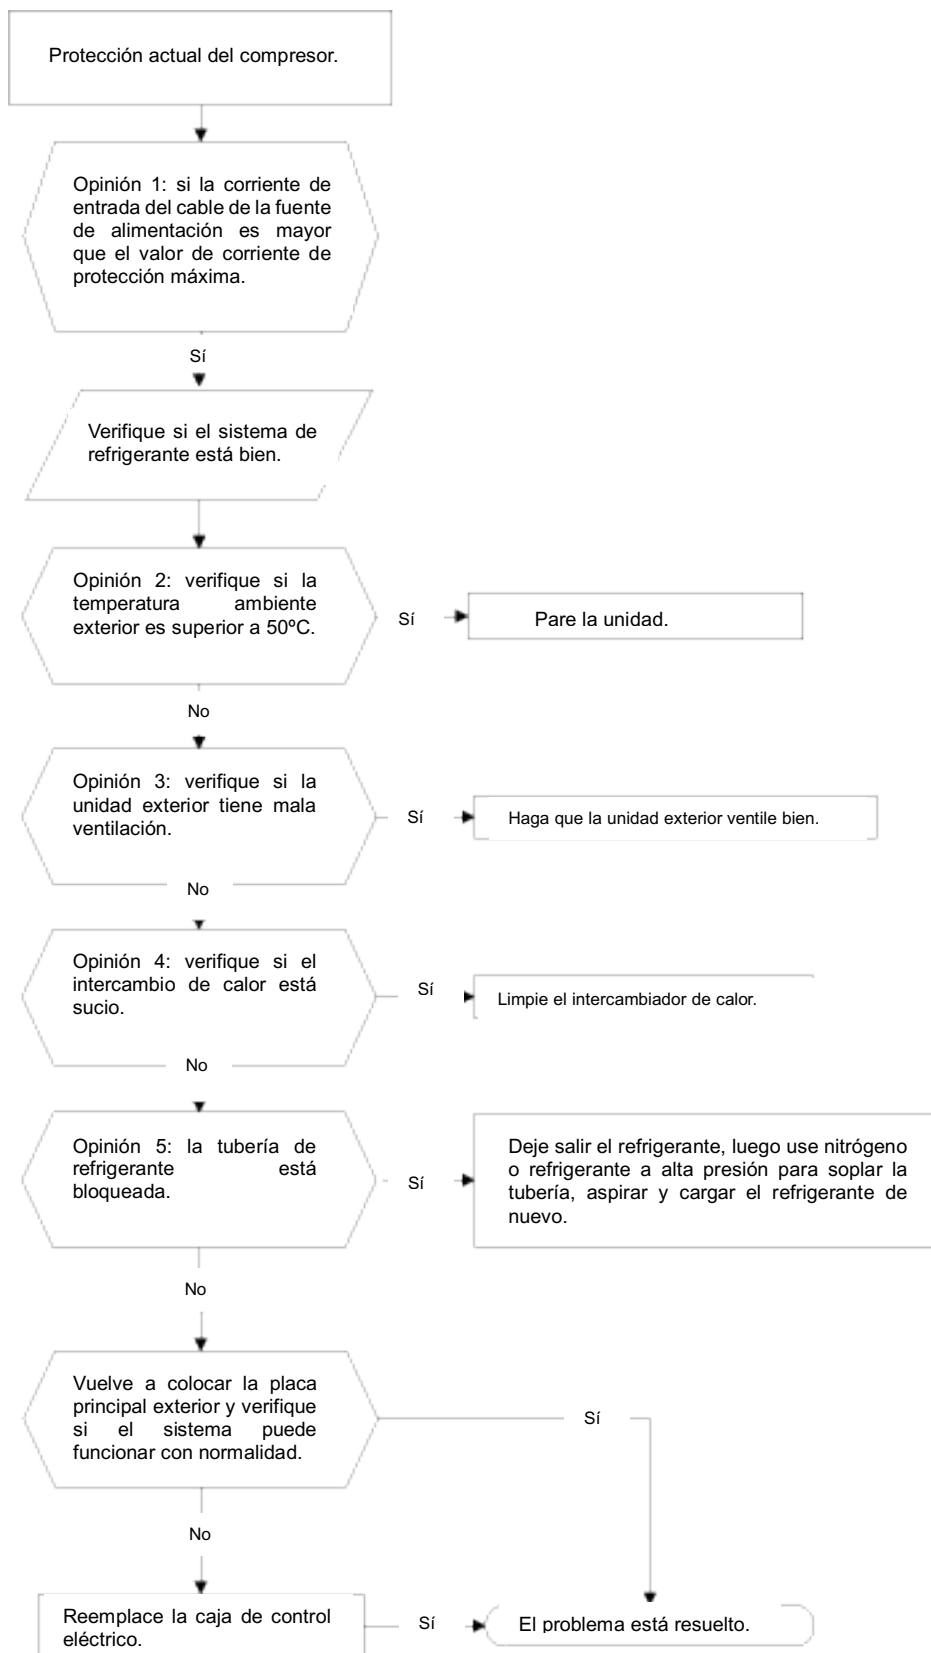 Protección actual del compresor.
Opinión 1: si la corriente de
entrada del cable de la fuente
de alimentación es mayor
que el valor de corriente de
protección máxima.
Sí
Verifique si el sistema de
refrigerante está bien.
Opinión 2: verifique si la
temperatura ambiente
exterior es superior a 50ºC.
Sí
Pare la unidad.
No
Opinión 3: verifique si la
unidad exterior tiene mala
ventilación.
Sí
Haga que la unidad exterior ventile bien.
No
Opinión 4: verifique si el
intercambio de calor está
sucio.
Sí
Limpie el intercambiador de calor.
No
Opinión 5: la tubería de
refrigerante está
bloqueada.
Sí
Deje salir el refrigerante, luego use nitrógeno
o refrigerante a alta presión para soplar la
tubería, aspirar y cargar el refrigerante de
nuevo.
No
Vuelve a colocar la placa
principal exterior y verifique
si el sistema puede
funcionar con normalidad.
Sí
No
Reemplace la caja de control
eléctrico.
Sí
El problema está resuelto.